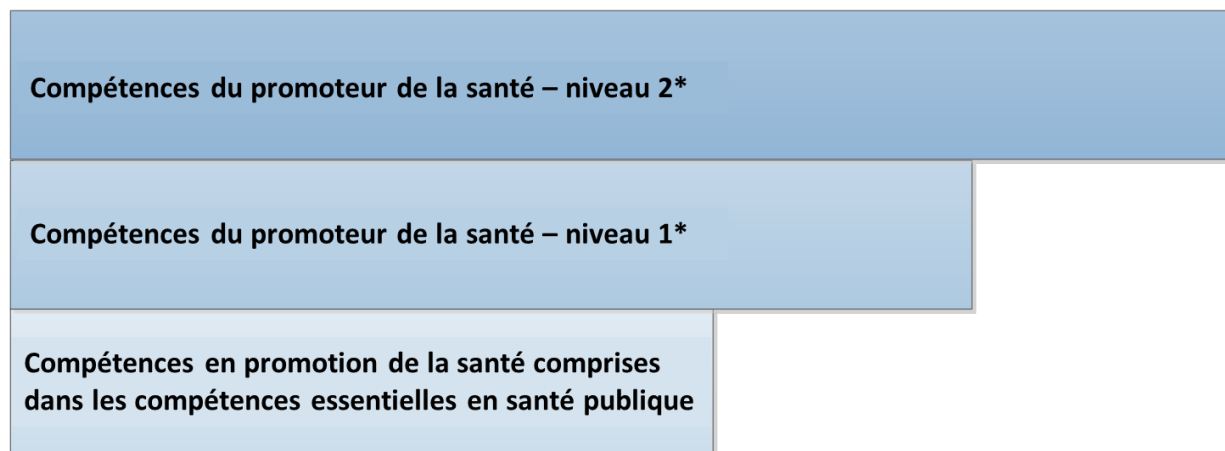 Compétences du promoteur de la santé – niveau 2*
Compétences du promoteur de la santé – niveau 1*
Compétences en promotion de la santé comprises
dans les compétences essentielles en santé publique